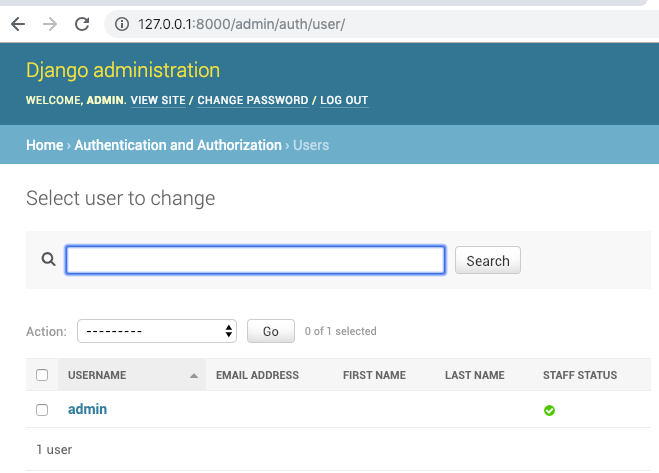 127.0.0.1:8000/admin/auth/user/
Django administration
WELCOME, ADMIN. VIEW SITE / CHANGE PASSWORD / LOG OUT
Home › Authentication and Authorization › Users
Select user to change
Search
Action: --------- Go 0 of 1 selected
USERNAME EMAIL ADDRESS FIRST NAME LAST NAME STAFF STATUS
admin
1 user